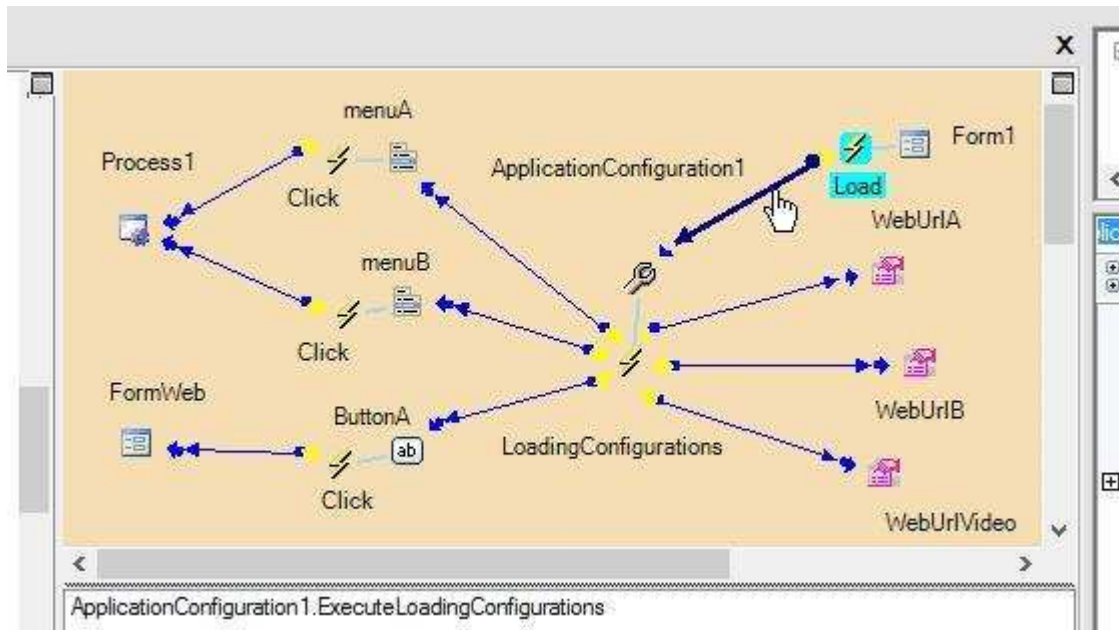 X
menuA
Form1
Process1
ApplicationConfiguration1
Click
Load
WebUrlA
menuB
Click
FormWeb
ButtonA
WebUrlB
ab
LoadingConfigurations
Click
WebUrlVideo
ApplicationConfiguration1.ExecuteLoadingConfigurations